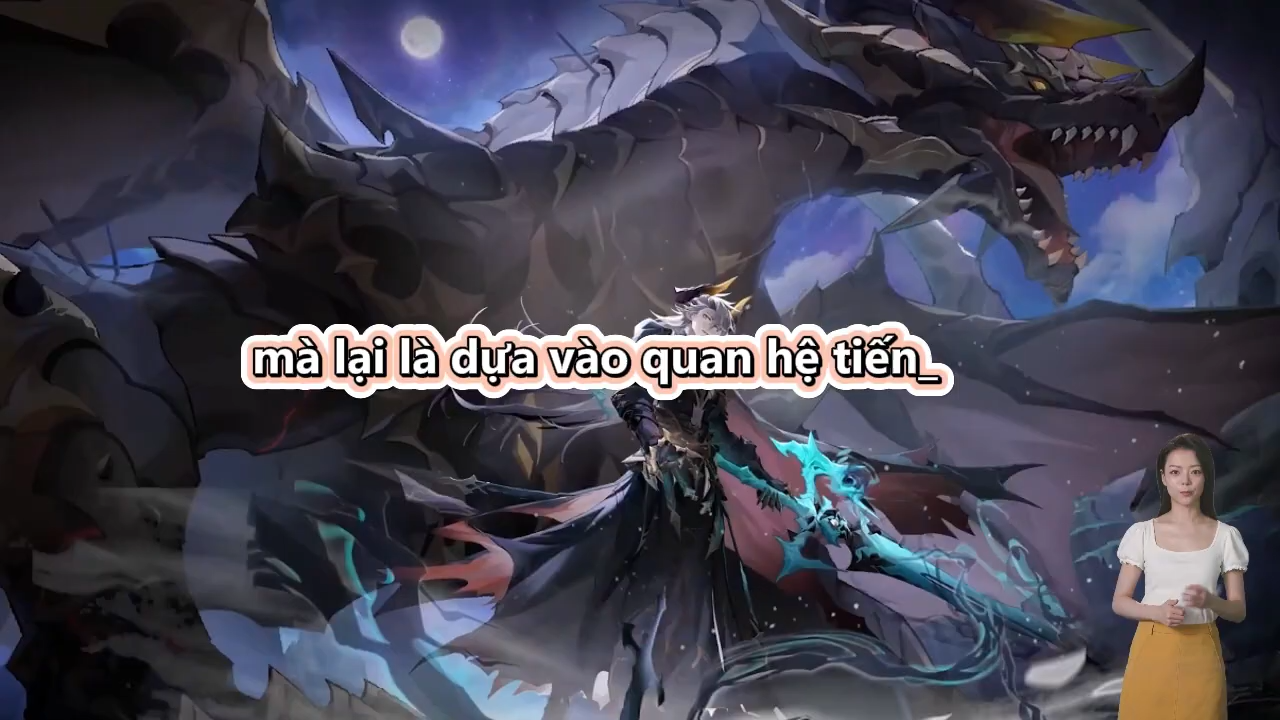 mà lại là dựa vào quan hệ tiến_